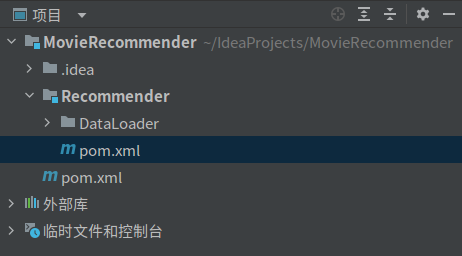 项目
MovieRecommender ~/IdeaProjects/MovieRecommender
.idea
Recommender
DataLoader
pom.xml
pom.xml
外部库
临时文件和控制台